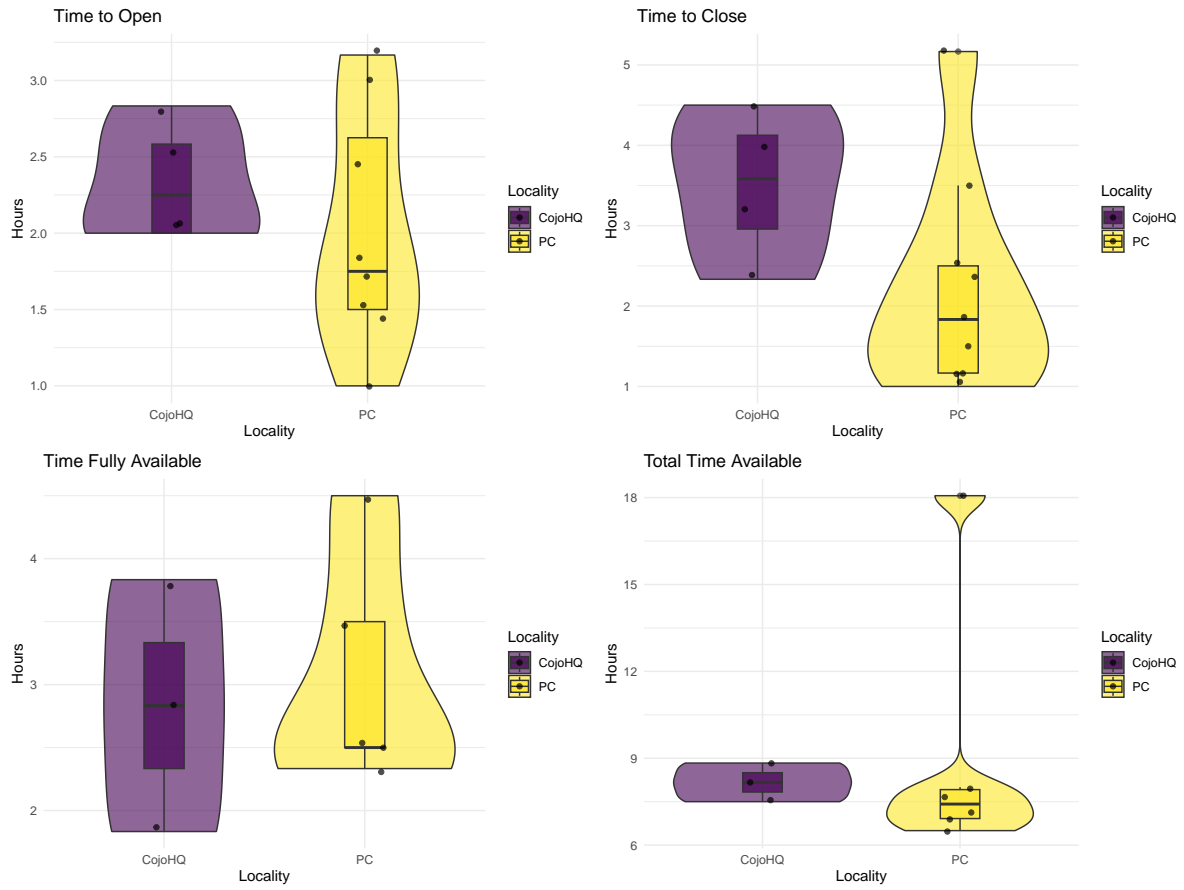 Time to Open
Hours
3.0
2.5
2.0
1.5
1.0
CojoHQ
PC
Locality
Locality
CojoHQ
PC
Time to Close
Hours
5
4
3
2
1
CojoHQ
PC
Locality
Locality
CojoHQ
PC
Time Fully Available
Hours
4
3
2
CojoHQ
PC
Locality
Locality
CojoHQ
PC
Total Time Available
Hours
18
15
12
9
6
CojoHQ
PC
Locality
Locality
CojoHQ
PC